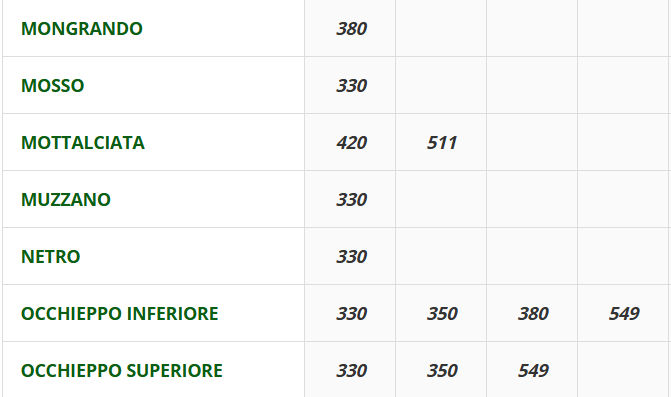 MONGRANDO 380
MOSSO 330
MOTTALCIATA 420 511
MUZZANO 330
NETRO 330
OCCHIEPPO INFERIORE 330 350 380 549
OCCHIEPPO SUPERIORE 330 350 549